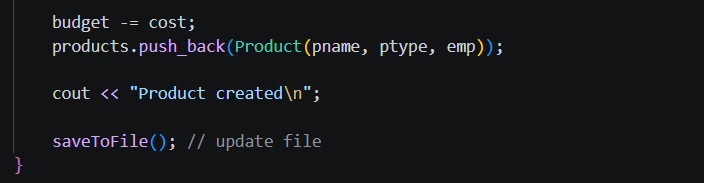 budget -= cost;
products.push_back(Product(pname, ptype, emp));
cout << "Product created\n";
saveToFile(); // update file
}